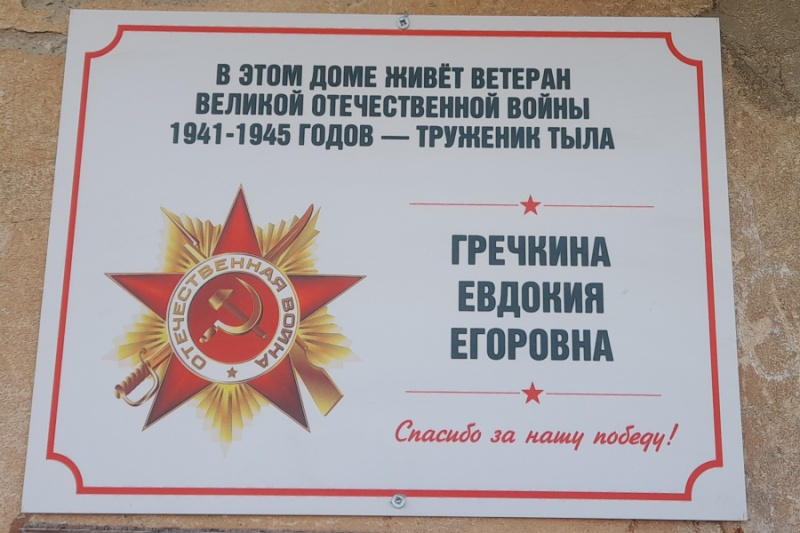 В ЭТОМ ДОМЕ ЖИВЁТ ВЕТЕРАН
ВЕЛИКОЙ ОТЕЧЕСТВЕННОЙ ВОЙНЫ
1941-1945 ГОДОВ — ТРУЖЕНИК ТЫЛА
ОТЕЧЕСТВЕННАЯ ВОЙНА
ГРЕЧКИНА
ЕВДОКИЯ
ЕГОРОВНА
Спасибо за нашу победу!